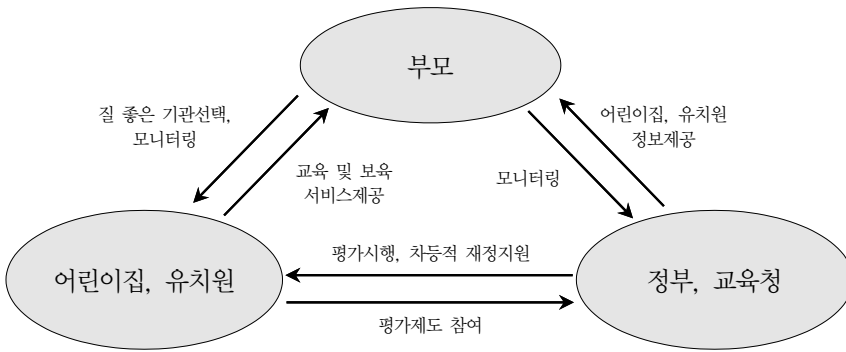 부모
질 좋은 기관선택,
모니터링
어린이집, 유치원
정보제공
교육 및 보육
서비스제공
모니터링
어린이집, 유치원
평가시행, 차등적 재정지원
정부, 교육청
평가제도 참여